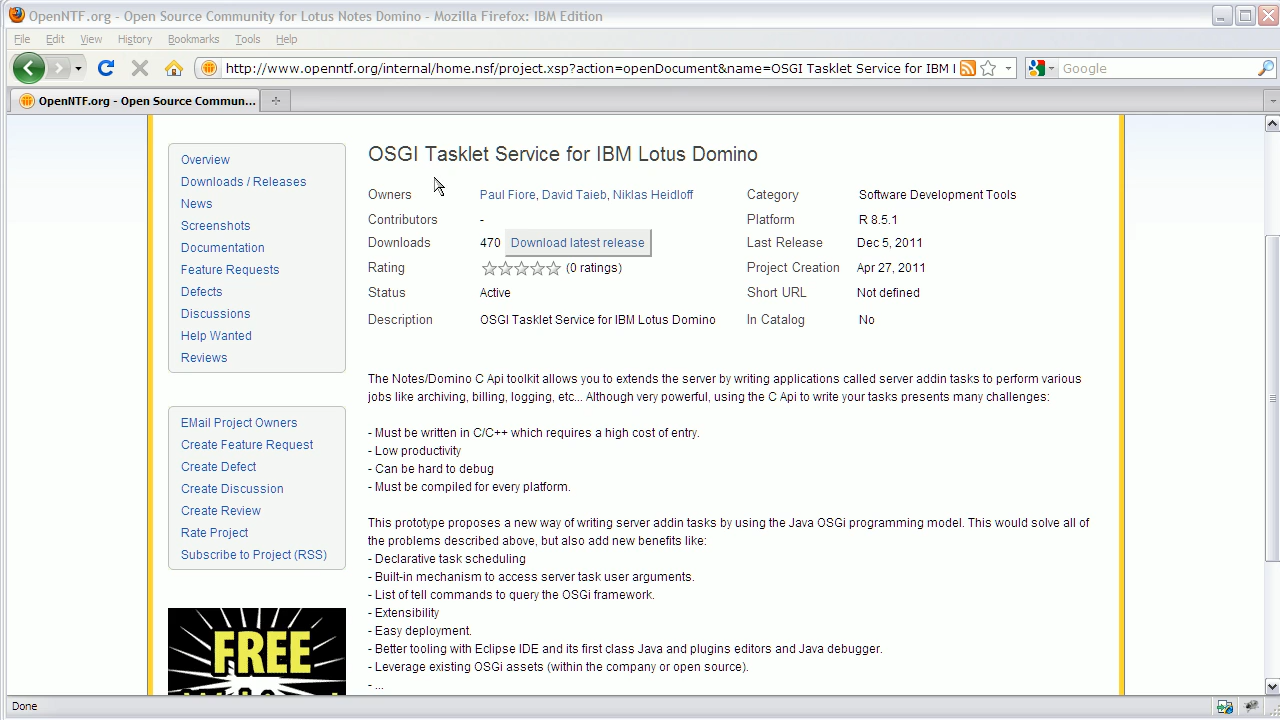 OpenNTF.org - Open Source Community for Lotus Notes Domino - Mozilla Firefox: IBM Edition
File Edit View History Bookmarks Tools Help
http://www.openntf.org/internal/home.nsf/project.xsp?action=openDocument&name=OSGI Tasklet Service for IBM l Google
OpenNTF.org - Open Source Commun...
OSGI Tasklet Service for IBM Lotus Domino
Overview
Downloads / Releases
News
Screenshots
Documentation
Feature Requests
Defects
Discussions
Help Wanted
Reviews
Owners Paul Fiore, David Taieb, Niklas Heidloff Category Software Development Tools
Contributors - Platform R 8.5.1
Downloads 470 Download latest release Last Release Dec 5, 2011
Rating (0 ratings) Project Creation Apr 27, 2011
Status Active Short URL Not defined
Description OSGI Tasklet Service for IBM Lotus Domino In Catalog No
EMail Project Owners
Create Feature Request
Create Defect
Create Discussion
Create Review
Rate Project
Subscribe to Project (RSS)
The Notes/Domino C Api toolkit allows you to extends the server by writing applications called server addin tasks to perform various
jobs like archiving, billing, logging, etc... Although very powerful, using the C Api to write your tasks presents many challenges:
- Must be written in C/C++ which requires a high cost of entry.
- Low productivity
- Can be hard to debug
- Must be compiled for every platform.
This prototype proposes a new way of writing server addin tasks by using the Java OSGi programming model. This would solve all of
the problems described above, but also add new benefits like:
- Declarative task scheduling
- Built-in mechanism to access server task user arguments.
- List of tell commands to query the OSGi framework.
- Extensibility
- Easy deployment.
- Better tooling with Eclipse IDE and its first class Java and plugins editors and Java debugger.
- Leverage existing OSGi assets (within the company or open source).
- ...
FREE
Done